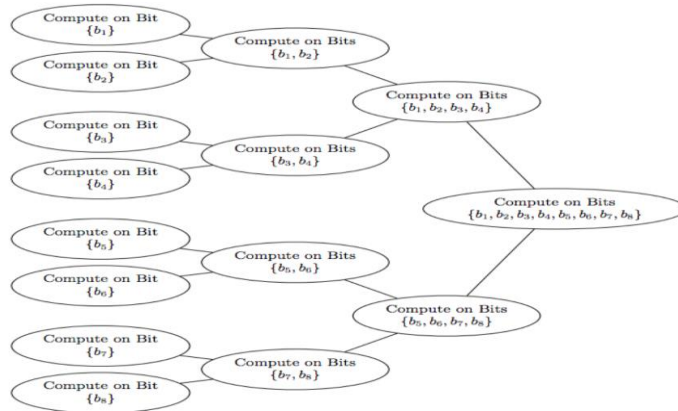 Compute on Bit
{b₁}
Compute on Bit
{b₂}
Compute on Bits
{b₁, b₂}
Compute on Bits
{b₁, b₂, b₃, b₄}
Compute on Bit
{b₃}
Compute on Bit
{b₄}
Compute on Bits
{b₃, b₄}
Compute on Bits
{b₁, b₂, b₃, b₄, b₅, b₆, b₇, b₈}
Compute on Bit
{b₅}
Compute on Bit
{b₆}
Compute on Bits
{b₅, b₆}
Compute on Bits
{b₅, b₆, b₇, b₈}
Compute on Bit
{b₇}
Compute on Bit
{b₈}
Compute on Bits
{b₇, b₈}